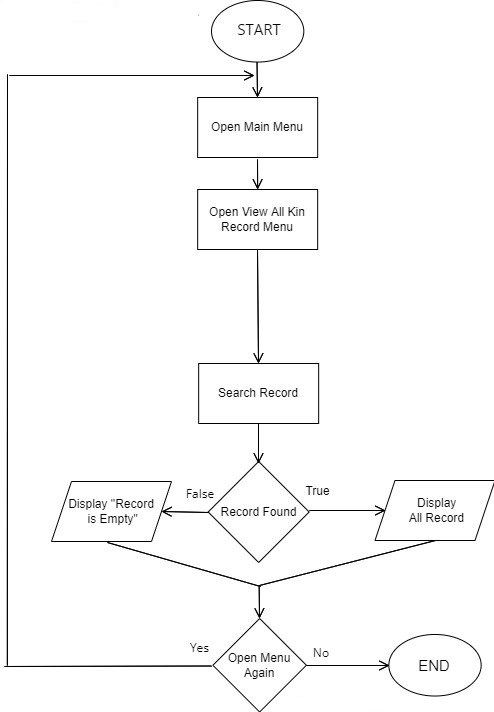 START
Open Main Menu
Open View All Kin
Record Menu
Search Record
False
True
Display "Record
is Empty"
Record Found
Display
All Record
Yes
No
Open Menu
Again
END